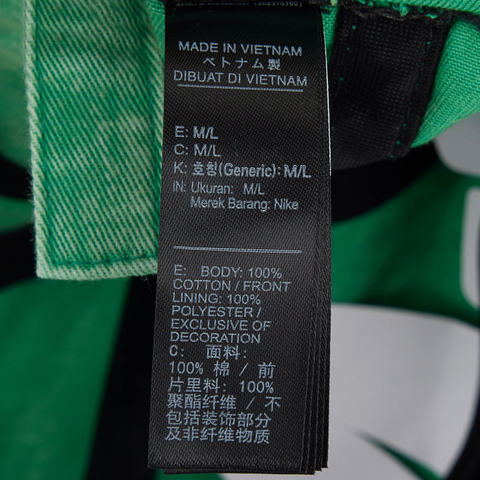 MADE IN VIETNAM
ベトナム製
DIBUAT DI VIETNAM
E: M/L
C: M/L
K: 호칭(Generic): M/L
IN: Ukuran: M/L
Merek Barang: Nike
E: BODY: 100%
COTTON / FRONT
LINING: 100%
POLYESTER /
EXCLUSIVE OF
DECORATION
C: 面料:
100% 棉 / 前
片里料: 100%
聚酯纤维 / 不
包括装饰部分
及非纤维物质